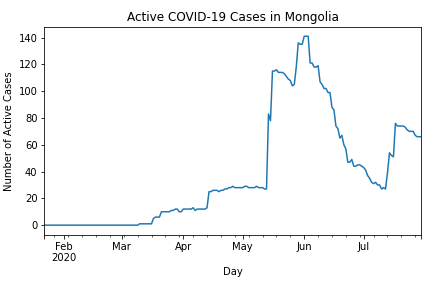 Active COVID-19 Cases in Mongolia
Number of Active Cases
140
120
100
80
60
40
20
0
Feb Mar Apr May Jun Jul
2020
Day